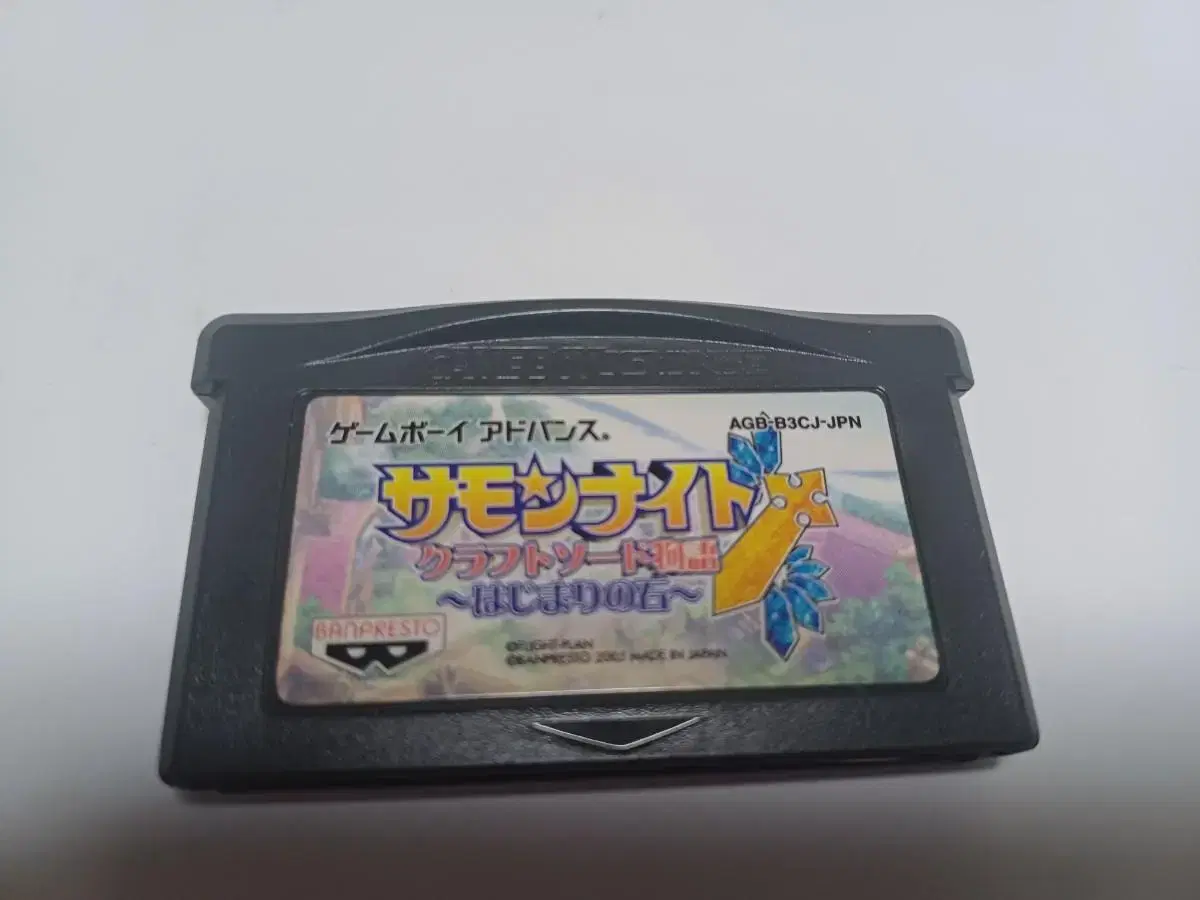 GAME BOY ADVANCE
ゲームボーイ アドバンス®
AGB-B3CJ-JPN
サモンナイト
クラフトソード物語
～はじまりの石～
BANPRESTO
©FLIGHT-PLAN
©BANPRESTO 2005 MADE IN JAPAN